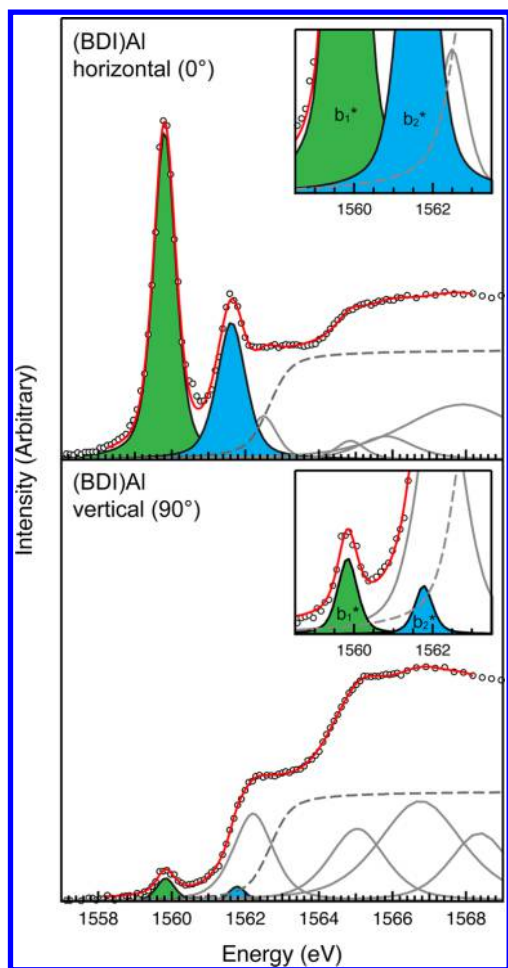 (BDI)Al
horizontal (0°)
b₁*
b₂*
1560
1562
Intensity (Arbitrary)
(BDI)Al
vertical (90°)
b₁*
b₂*
1560
1562
1558
1560
1562
1564
1566
1568
Energy (eV)